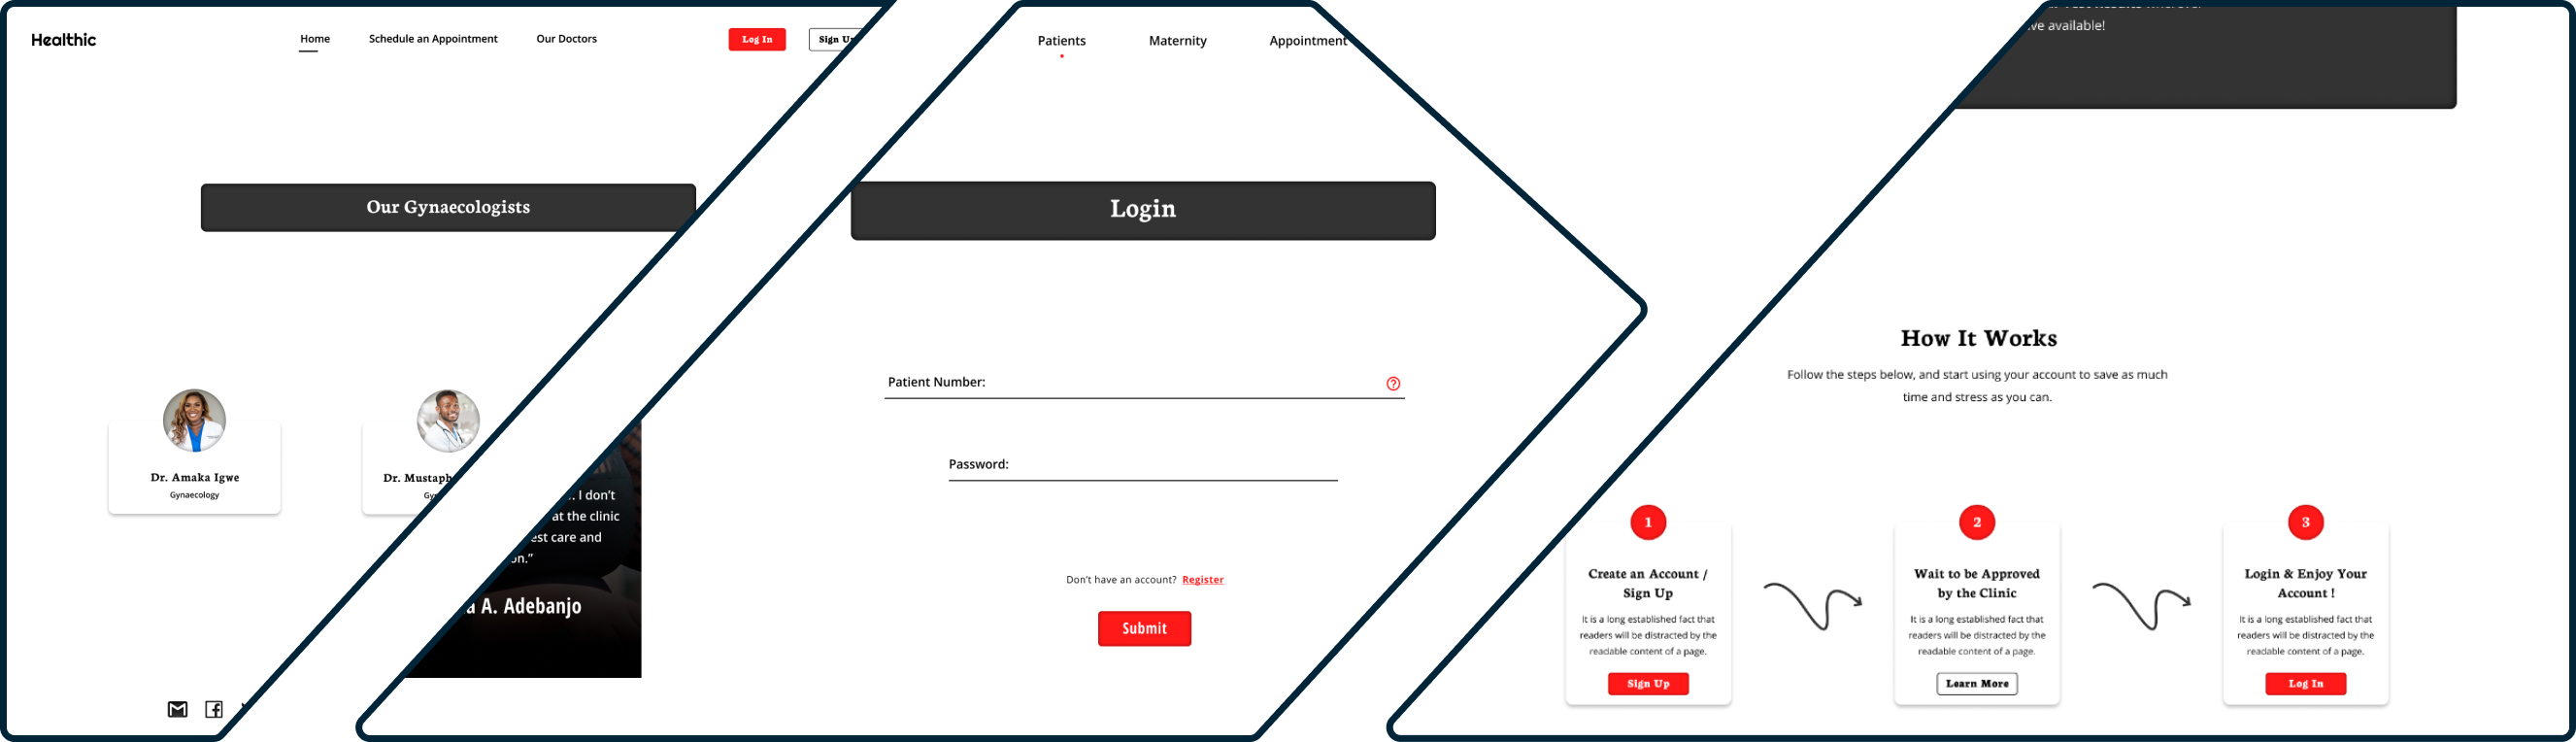 Healthic
Home
Schedule an Appointment
Our Doctors
Log In
Sign
Our Gynaecologists
Dr. Amaka Igwe
Gynaecology
Dr.
Patients
Maternity
Appointment
Login
Patient Number:
?
Password:
I don't
at the clinic
care and
A. Adebanjo
Don't have an account? Register
Submit
available!
How It Works
Follow the steps below, and start using your account to save as much
time and stress as you can.
1
Create an Account /
Sign Up
It is a long established fact that
readers will be distracted by the
readable content of a page.
Sign Up
2
Wait to be Approved
by the Clinic
It is a long established fact that
readers will be distracted by the
readable content of a page.
Learn More
3
Login & Enjoy Your
Account !
It is a long established fact that
readers will be distracted by the
readable content of a page.
Log In